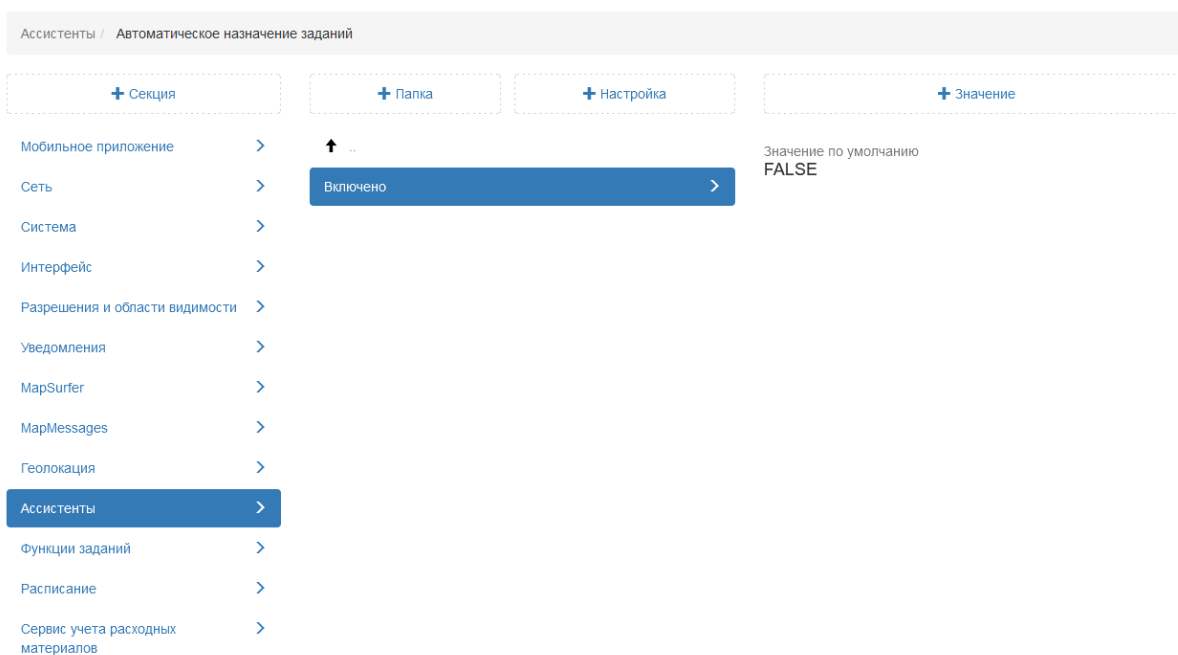 Ассистенты / Автоматическое назначение заданий
+ Секция
+ Папка
+ Настройка
+ Значение
Мобильное приложение
Сеть
Система
Интерфейс
Разрешения и области видимости
Уведомления
MapSurfer
MapMessages
Геолокация
Ассистенты
Функции заданий
Расписание
Сервис учета расходных
материалов
..
Включено
Значение по умолчанию
FALSE